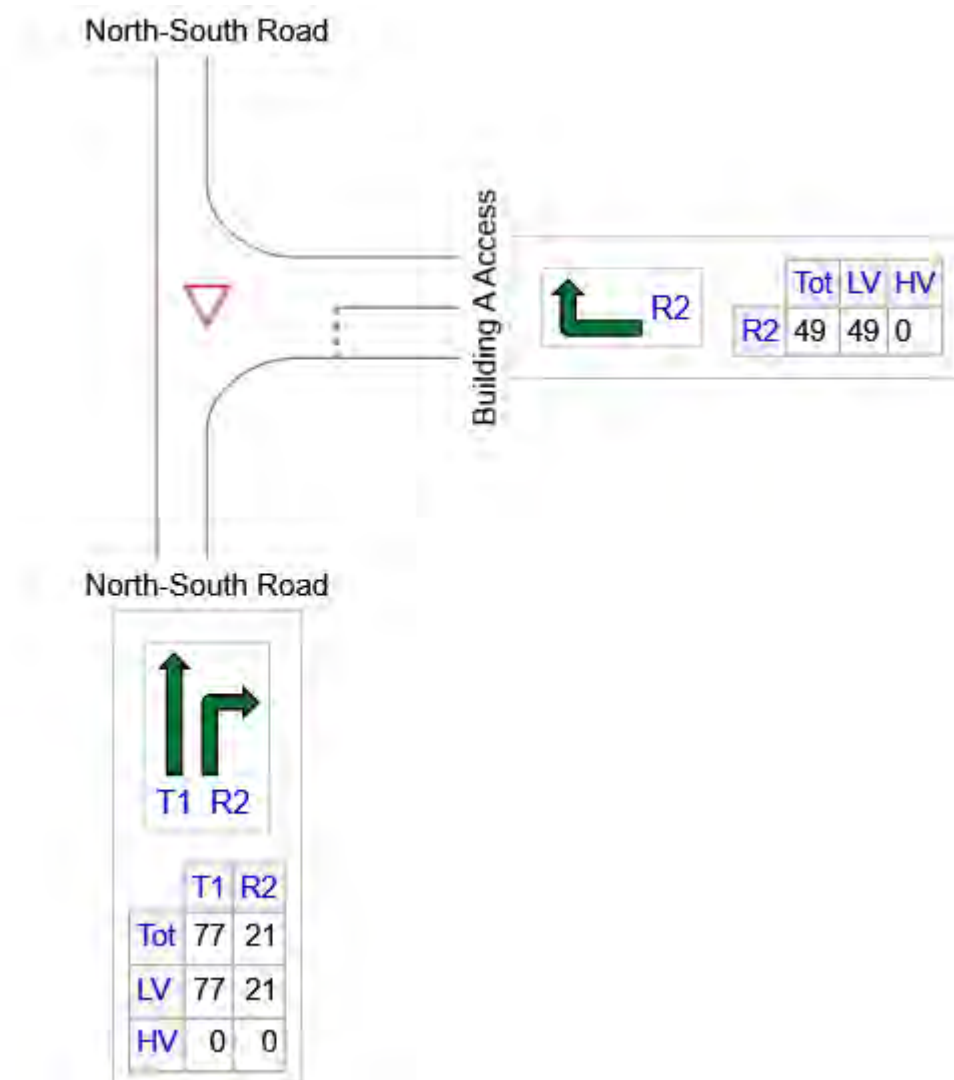 North-South Road
Building A Access
R2
Tot LV HV
R2 49 49 0
North-South Road
T1 R2
T1 R2
Tot 77 21
LV 77 21
HV 0 0